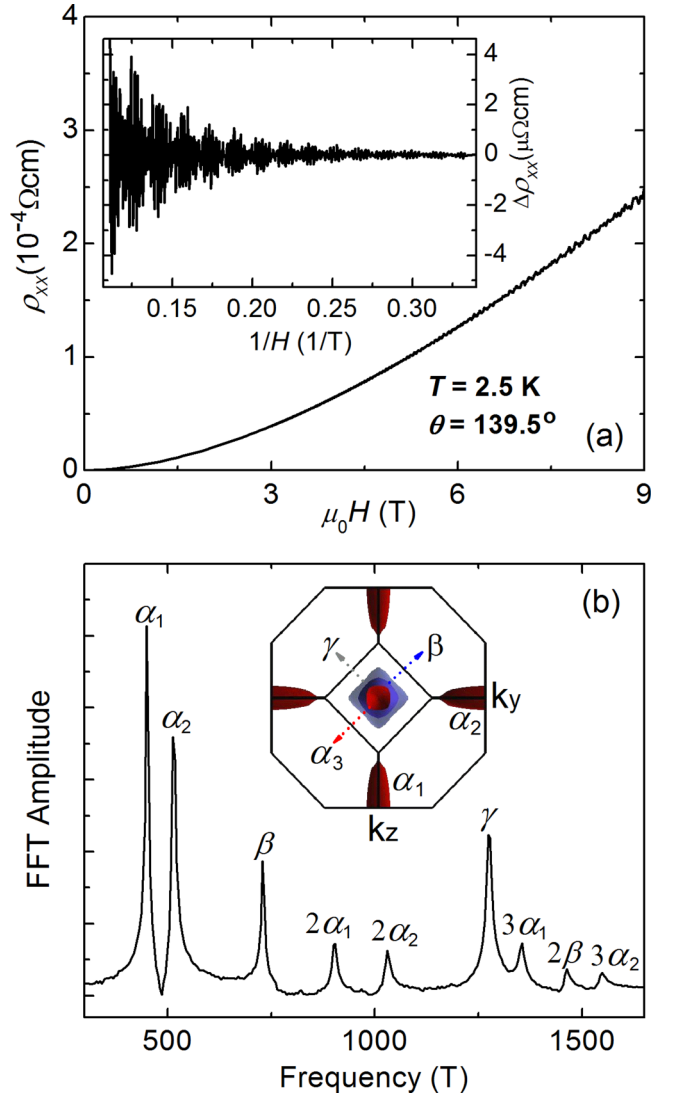 4
3
2
1
0
ρxx(10⁻⁴Ωcm)
4
2
0
-2
-4
Δρxx(μΩcm)
0.15 0.20 0.25 0.30
1/H (1/T)
T = 2.5 K
θ = 139.5°
(a)
0 3 6 9
μ₀H (T)
(b)
α₁
α₂
β
2α₁
2α₂
γ
3α₁
2β
3α₂
γ
β
α₂
ky
α₃
α₁
kz
FFT Amplitude
500 1000 1500
Frequency (T)